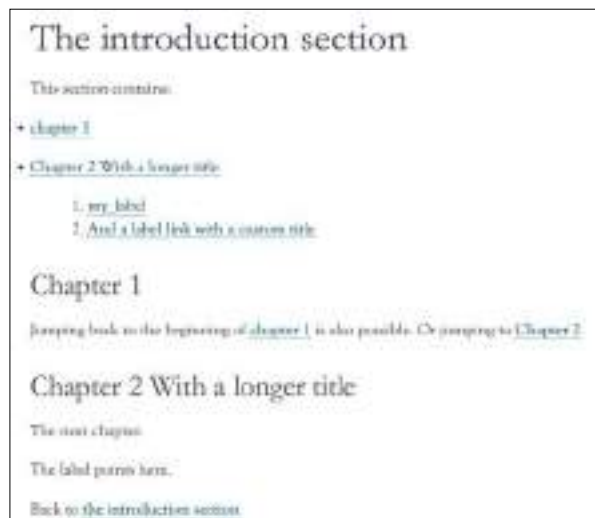 The introduction section
This section contains:
• chapter 1
• Chapter 2 With a longer title
1. my_label
2. And a label link with a custom title
Chapter 1
Jumping back to the beginning of chapter 1 is also possible. Or jumping to Chapter 2
Chapter 2 With a longer title
The next chapter.
The label points here.
Back to the introduction section